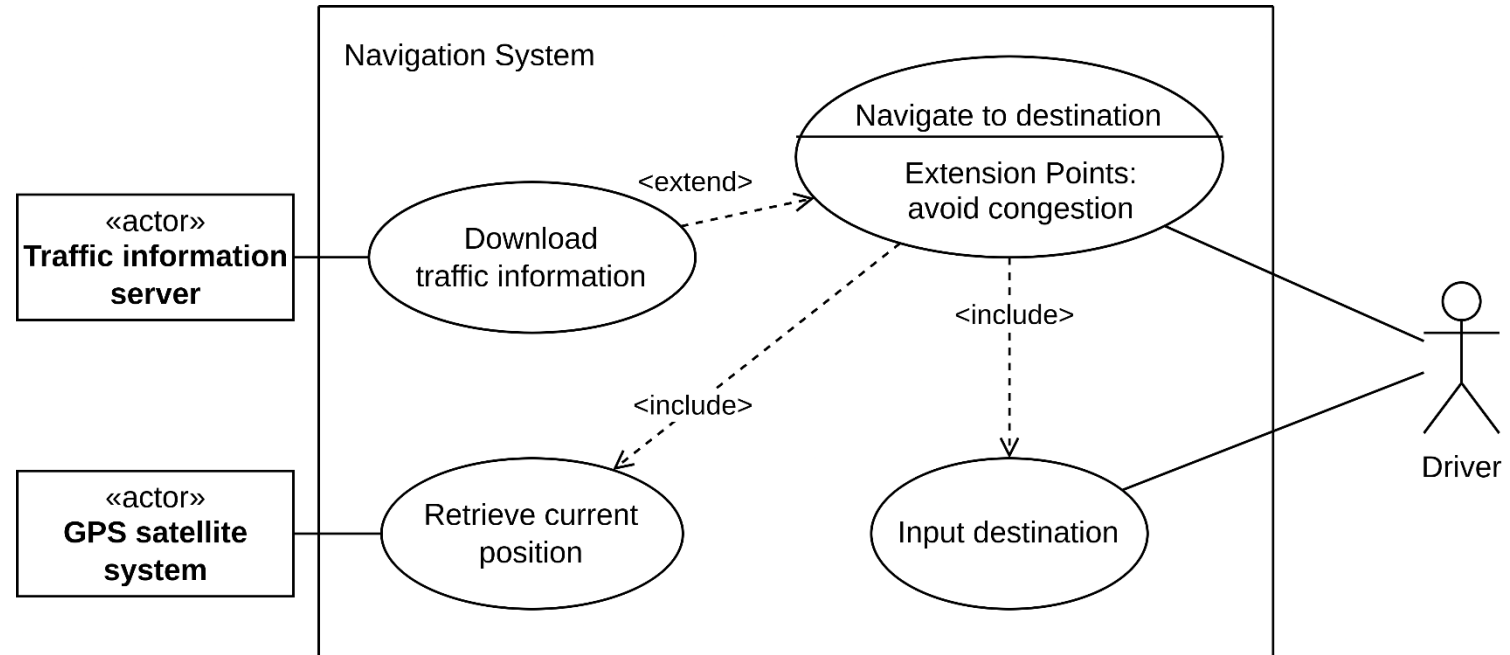 Navigation System
Navigate to destination
Extension Points:
avoid congestion
<extend>
«actor»
Traffic information
server
Download
traffic information
<include>
<include>
«actor»
GPS satellite
system
Retrieve current
position
Input destination
Driver